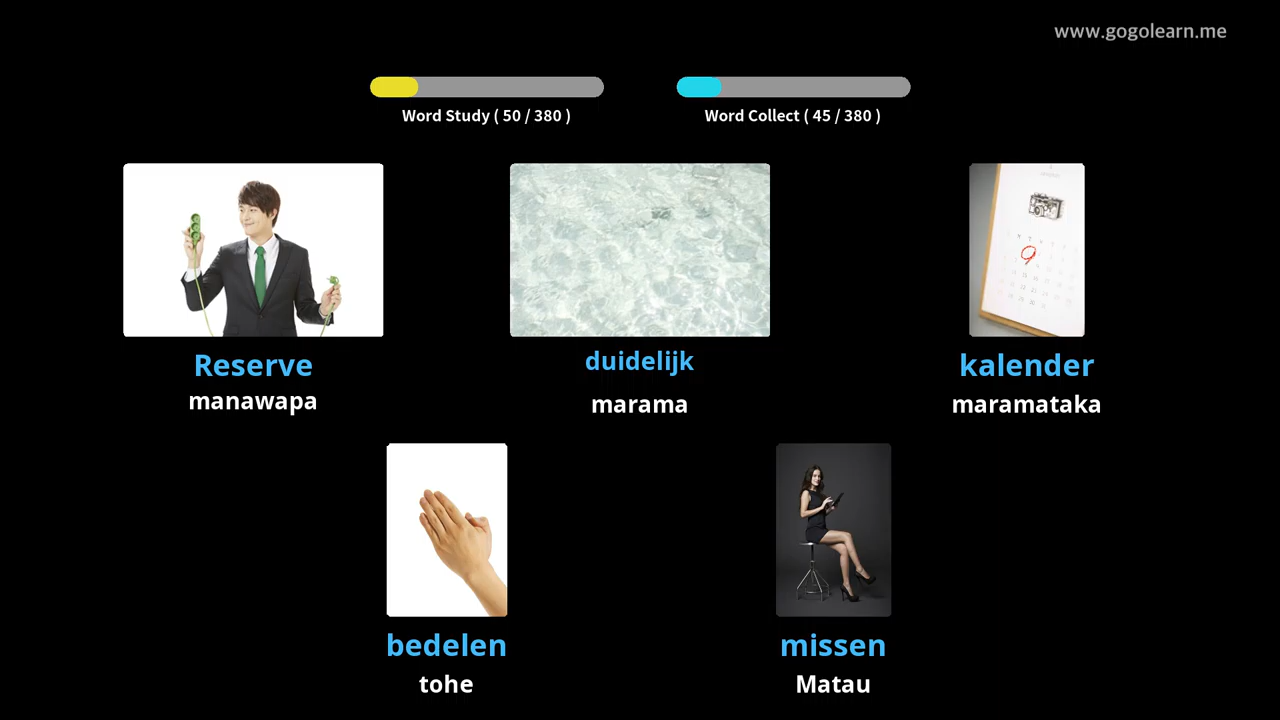 www.gogolearn.me
Word Study ( 50 / 380 )
Word Collect ( 45 / 380 )
Reserve
manawapa
duidelijk
marama
kalender
maramataka
bedelen
tohe
missen
Matau